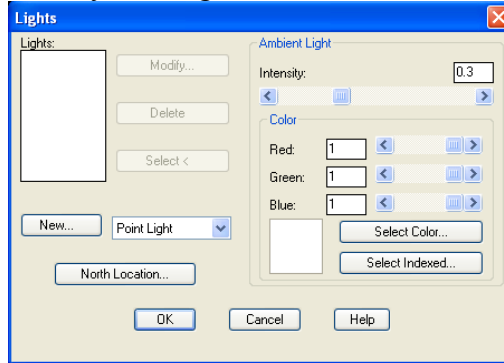 Lights
Lights:
Modify...
Delete
Select <
New...
Point Light
North Location...
Ambient Light
Intensity:
0.3
Color
Red:
1
Green:
1
Blue:
1
Select Color...
Select Indexed...
OK
Cancel
Help